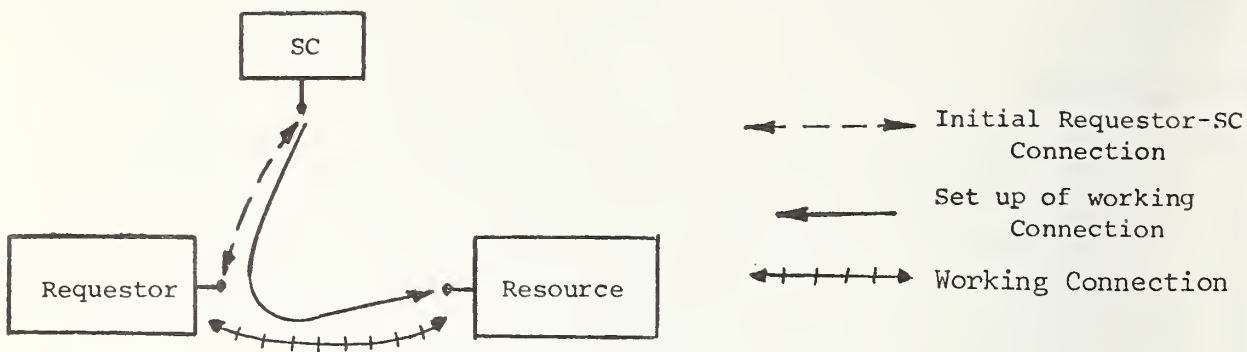 SC
Requestor
Resource
Initial Requestor-SC
Connection
Set up of working
Connection
Working Connection